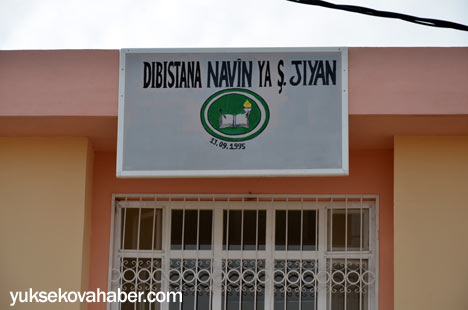 DIBISTANA NAVÎN YA Ş. JIYAN
13.09.1995
yuksekovahaber.com